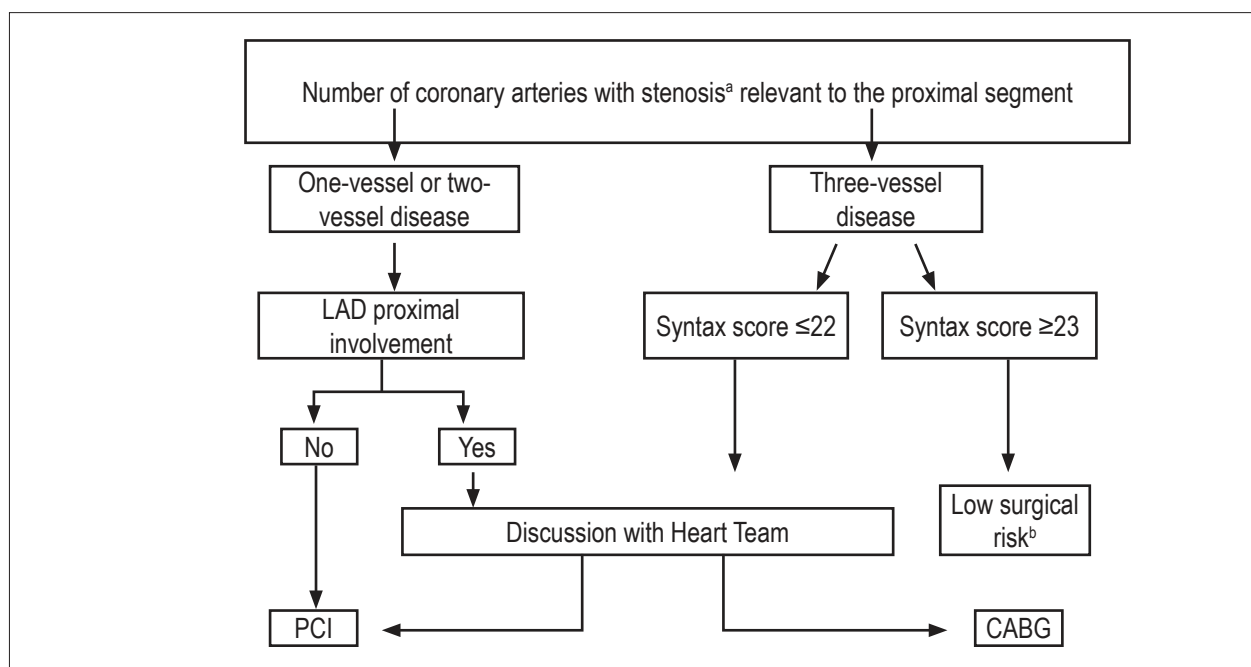 Number of coronary arteries with stenosisᵃ relevant to the proximal segment
One-vessel or two-
vessel disease
Three-vessel
disease
LAD proximal
involvement
Syntax score ≤22
Syntax score ≥23
No
Yes
Low surgical
riskᵇ
Discussion with Heart Team
PCI
CABG